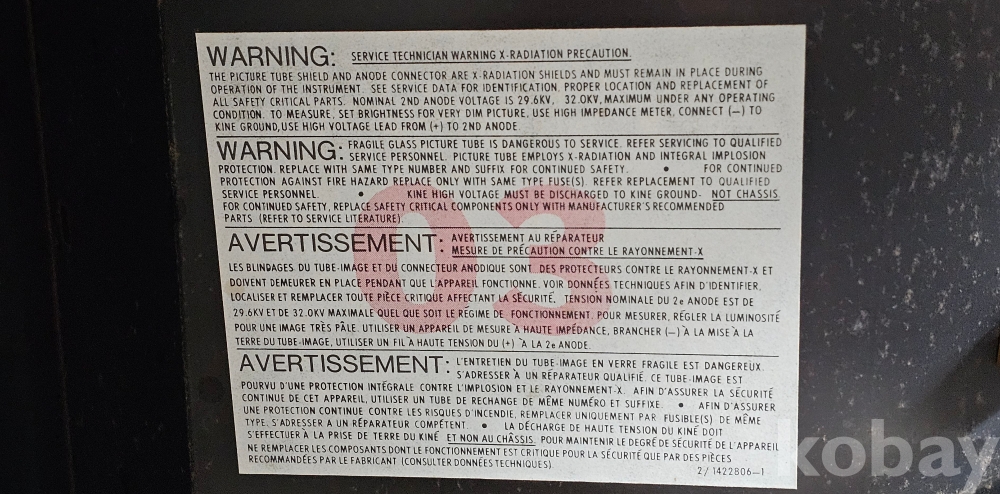 WARNING: SERVICE TECHNICIAN WARNING X-RADIATION PRECAUTION.
THE PICTURE TUBE SHIELD AND ANODE CONNECTOR ARE X-RADIATION SHIELDS AND MUST REMAIN IN PLACE DURING
OPERATION OF THE INSTRUMENT. SEE SERVICE DATA FOR IDENTIFICATION, PROPER LOCATION AND REPLACEMENT OF
ALL SAFETY CRITICAL PARTS. NOMINAL 2ND ANODE VOLTAGE IS 29.6KV, 32.0KV, MAXIMUM UNDER ANY OPERATING
CONDITION. TO MEASURE, SET BRIGHTNESS FOR VERY DIM PICTURE, USE HIGH IMPEDANCE METER, CONNECT (—) TO
KINE GROUND, USE HIGH VOLTAGE LEAD FROM (+) TO 2ND ANODE.
WARNING: FRAGILE GLASS PICTURE TUBE IS DANGEROUS TO SERVICE. REFER SERVICING TO QUALIFIED
SERVICE PERSONNEL. PICTURE TUBE EMPLOYS X-RADIATION AND INTEGRAL IMPLOSION
PROTECTION. REPLACE WITH SAME TYPE NUMBER AND SUFFIX FOR CONTINUED SAFETY. • FOR CONTINUED
PROTECTION AGAINST FIRE HAZARD REPLACE ONLY WITH SAME TYPE FUSE(S). REFER REPLACEMENT TO QUALIFIED
SERVICE PERSONNEL. • KINE HIGH VOLTAGE MUST BE DISCHARGED TO KINE GROUND- NOT CHASSIS.
FOR CONTINUED SAFETY, REPLACE SAFETY CRITICAL COMPONENTS ONLY WITH MANUFACTURER'S RECOMMENDED
PARTS (REFER TO SERVICE LITERATURE).
03
AVERTISSEMENT: AVERTISSEMENT AU RÉPARATEUR
MESURE DE PRÉCAUTION CONTRE LE RAYONNEMENT-X
LES BLINDAGES DU TUBE-IMAGE ET DU CONNECTEUR ANODIQUE SONT DES PROTECTEURS CONTRE LE RAYONNEMENT-X ET
DOIVENT DEMEURER EN PLACE PENDANT QUE L'APPAREIL FONCTIONNE. VOIR DONNÉES TECHNIQUES AFIN D'IDENTIFIER,
LOCALISER ET REMPLACER TOUTE PIÈCE CRITIQUE AFFECTANT LA SÉCURITÉ. TENSION NOMINALE DU 2e ANODE EST DE
29.6KV ET DE 32.0KV MAXIMALE QUEL QUE SOIT LE RÉGIME DE FONCTIONNEMENT. POUR MESURER, RÉGLER LA LUMINOSITÉ
POUR UNE IMAGE TRÈS PÂLE. UTILISER UN APPAREIL DE MESURE À HAUTE IMPÉDANCE, BRANCHER (—) À LA MISE À LA
TERRE DU TUBE-IMAGE, UTILISER UN FIL À HAUTE TENSION DU (+) À LA 2e ANODE.
AVERTISSEMENT: L'ENTRETIEN DU TUBE-IMAGE EN VERRE FRAGILE EST DANGEREUX.
S'ADRESSER À UN RÉPARATEUR QUALIFIÉ. CE TUBE-IMAGE EST
POURVU D'UNE PROTECTION INTÉGRALE CONTRE L'IMPLOSION ET LE RAYONNEMENT-X. AFIN D'ASSURER LA SÉCURITÉ
CONTINUE DE CET APPAREIL, UTILISER UN TUBE DE RECHANGE DE MÊME NUMÉRO ET SUFFIXE. • AFIN D'ASSURER
UNE PROTECTION CONTINUE CONTRE LES RISQUES D'INCENDIE, REMPLACER UNIQUEMENT PAR FUSIBLE(S) DE MÊME
TYPE. S'ADRESSER A UN RÉPARATEUR COMPÉTENT. • LA DÉCHARGE DE HAUTE TENSION DU KINÉ DOIT
S'EFFECTUER À LA PRISE DE TERRE DU KINÉ ET NON AU CHÂSSIS. POUR MAINTENIR LE DEGRÉ DE SÉCURITÉ DE L'APPAREIL
NE REMPLACER LES COMPOSANTS DONT LE FONCTIONNEMENT EST CRITIQUE POUR LA SÉCURITÉ QUE PAR DES PIÈCES
RECOMMANDÉES PAR LE FABRICANT (CONSULTER DONNÉES TECHNIQUES).
2/1422806-1
kobay